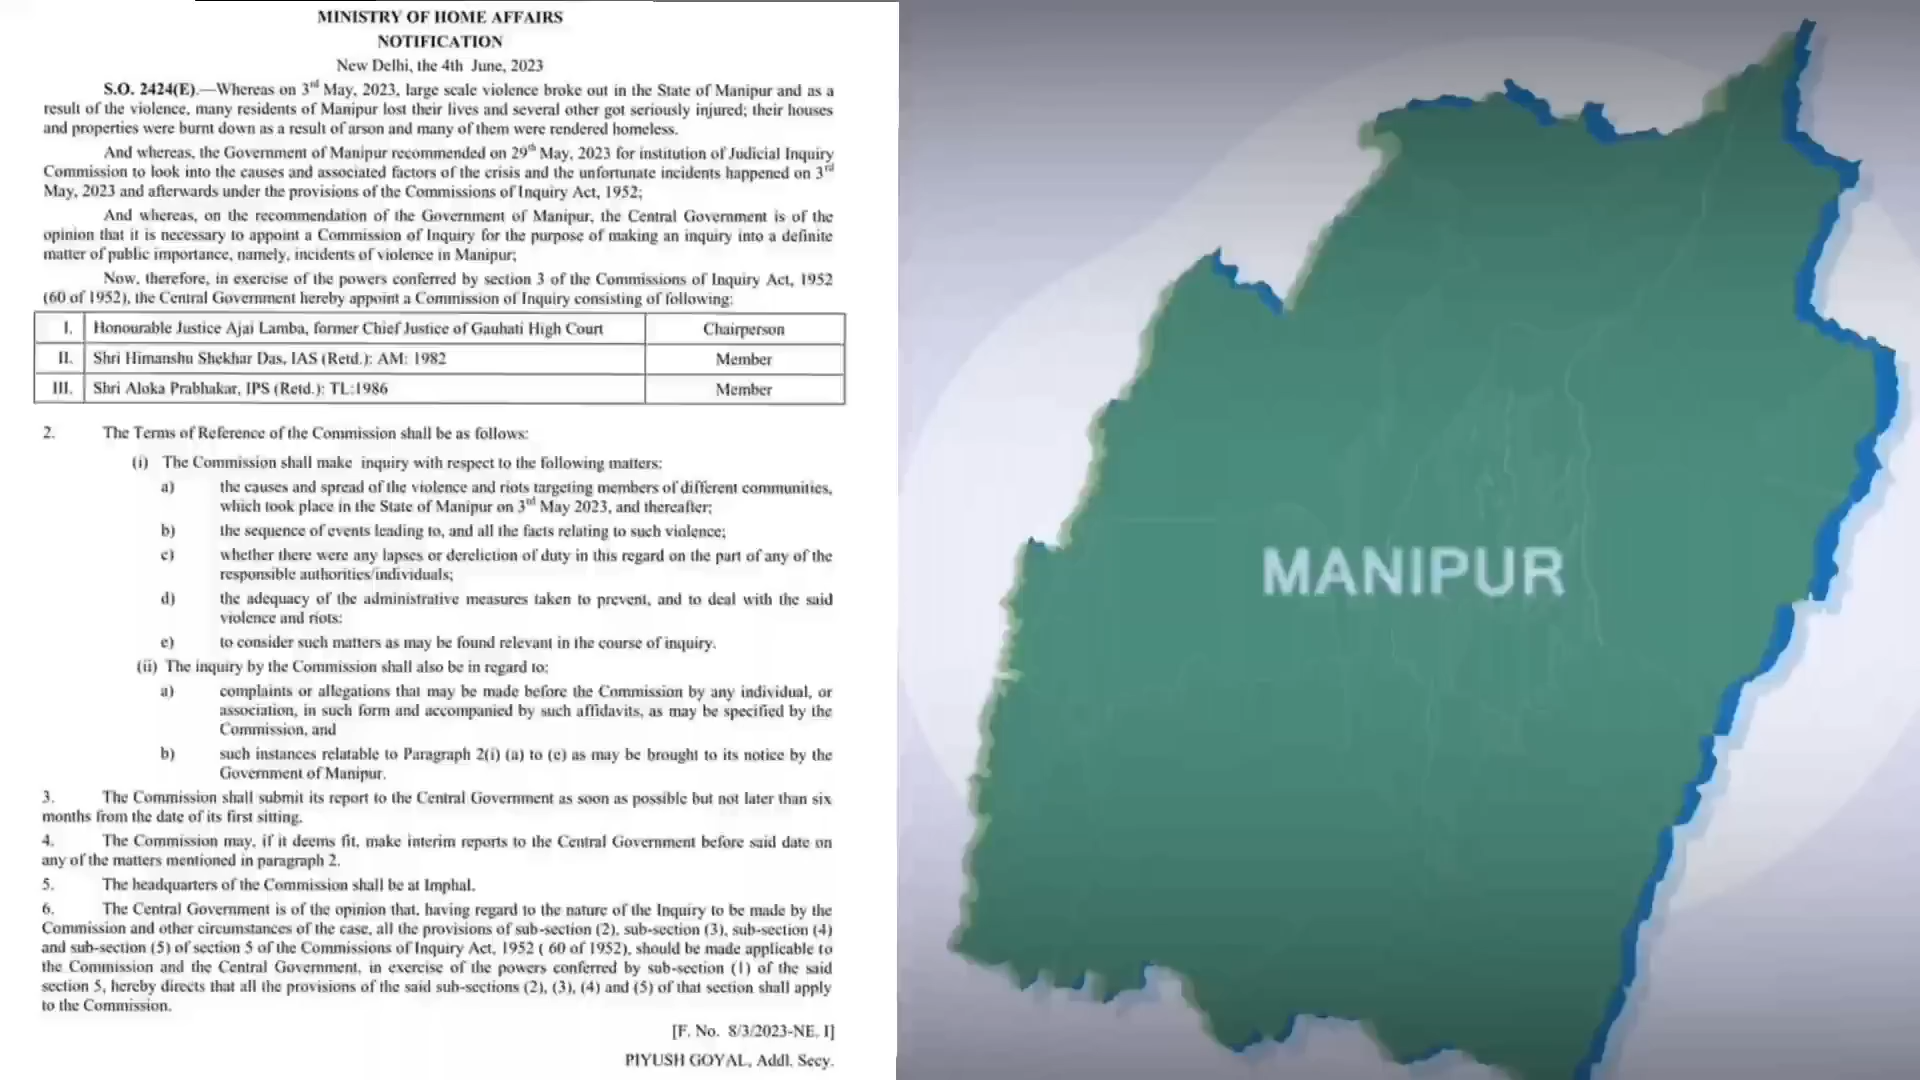 MINISTRY OF HOME AFFAIRS
NOTIFICATION
New Delhi, the 4th June, 2023
S.O. 2424(E).—Whereas on 3rd May, 2023, large scale violence broke out in the State of Manipur and as a
result of the violence, many residents of Manipur lost their lives and several other got seriously injured; their houses
and properties were burnt down as a result of arson and many of them were rendered homeless.
And whereas, the Government of Manipur recommended on 29th May, 2023 for institution of Judicial Inquiry
Commission to look into the causes and associated factors of the crisis and the unfortunate incidents happened on 3rd
May, 2023 and afterwards under the provisions of the Commissions of Inquiry Act, 1952;
And whereas, on the recommendation of the Government of Manipur, the Central Government is of the
opinion that it is necessary to appoint a Commission of Inquiry for the purpose of making an inquiry into a definite
matter of public importance, namely, incidents of violence in Manipur;
Now, therefore, in exercise of the powers conferred by section 3 of the Commissions of Inquiry Act, 1952
(60 of 1952), the Central Government hereby appoint a Commission of Inquiry consisting of following:
I. Honourable Justice Ajai Lamba, former Chief Justice of Gauhati High Court Chairperson
II. Shri Himanshu Shekhar Das, IAS (Retd.): AM: 1982 Member
III. Shri Aloka Prabhakar, IPS (Retd.): TL:1986 Member
2. The Terms of Reference of the Commission shall be as follows:
(i) The Commission shall make inquiry with respect to the following matters:
a) the causes and spread of the violence and riots targeting members of different communities,
which took place in the State of Manipur on 3rd May 2023, and thereafter;
b) the sequence of events leading to, and all the facts relating to such violence;
c) whether there were any lapses or dereliction of duty in this regard on the part of any of the
responsible authorities/individuals;
d) the adequacy of the administrative measures taken to prevent, and to deal with the said
violence and riots:
e) to consider such matters as may be found relevant in the course of inquiry.
(ii) The inquiry by the Commission shall also be in regard to:
a) complaints or allegations that may be made before the Commission by any individual, or
association, in such form and accompanied by such affidavits, as may be specified by the
Commission, and
b) such instances relatable to Paragraph 2(i) (a) to (e) as may be brought to its notice by the
Government of Manipur.
3. The Commission shall submit its report to the Central Government as soon as possible but not later than six
months from the date of its first sitting.
4. The Commission may, if it deems fit, make interim reports to the Central Government before said date on
any of the matters mentioned in paragraph 2.
5. The headquarters of the Commission shall be at Imphal.
6. The Central Government is of the opinion that, having regard to the nature of the Inquiry to be made by the
Commission and other circumstances of the case, all the provisions of sub-section (2), sub-section (3), sub-section (4)
and sub-section (5) of section 5 of the Commissions of Inquiry Act, 1952 ( 60 of 1952), should be made applicable to
the Commission and the Central Government, in exercise of the powers conferred by sub-section (1) of the said
section 5, hereby directs that all the provisions of the said sub-sections (2), (3), (4) and (5) of that section shall apply
to the Commission.
[F. No. 8/3/2023-NE. I]
PIYUSH GOYAL, Addl. Secy.
MANIPUR